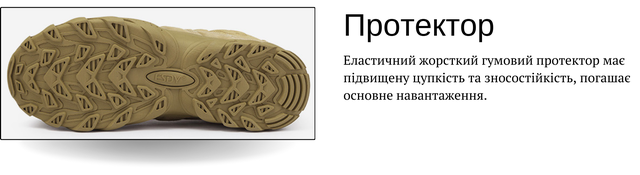 Протектор
Еластичний жорсткий гумовий протектор має
підвищену цупкість та зносостійкість, погашає
основне навантаження.